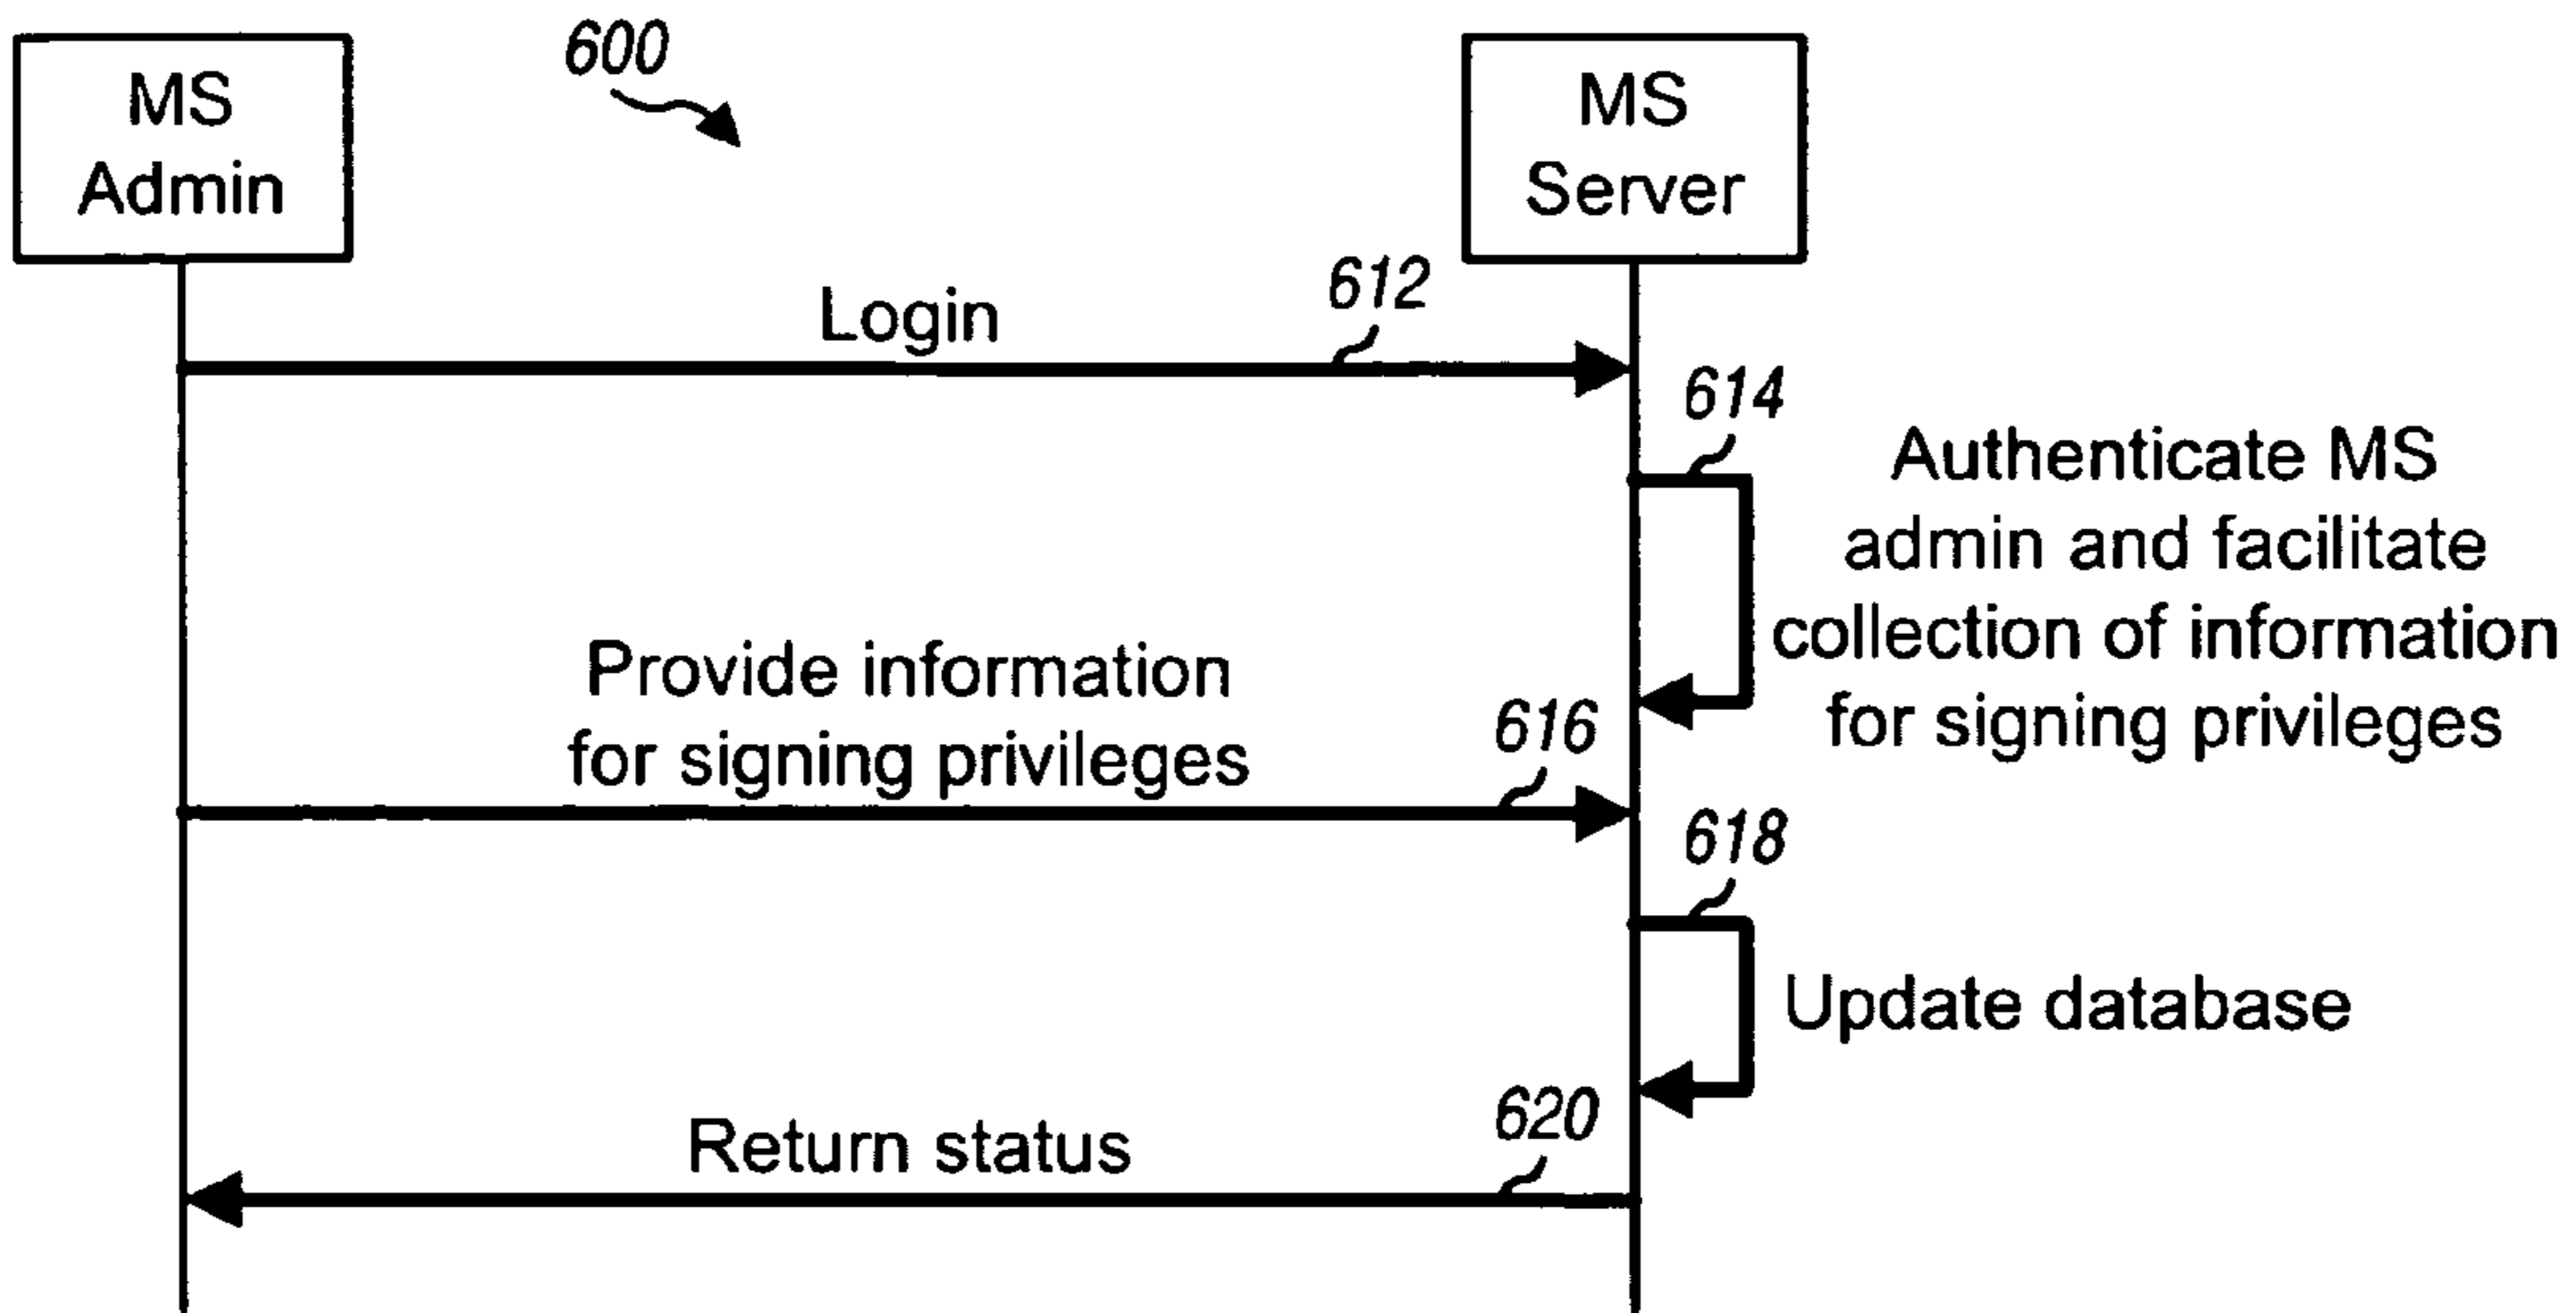 MS
Admin
600
MS
Server
Login
612
614
Authenticate MS
admin and facilitate
collection of information
for signing privileges
Provide information
for signing privileges
616
618
Update database
Return status
620